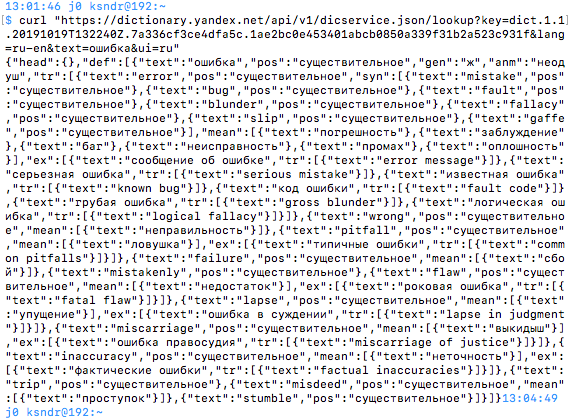 13:01:46 j0 ksndr@192:~
[$ curl "https://dictionary.yandex.net/api/v1/dicservice.json/lookup?key=dict.1.1
.20191019T132240Z.7a336cf3ce4dfa5c.1ae2bc0e453401abcb0850a339f31b2a523c931f&lang
=ru-en&text=ошибка&ui=ru"
{"head":{},"def":[{"text":"ошибка","pos":"существительное","gen":"ж","anm":"неод
уш","tr":[{"text":"error","pos":"существительное","syn":[{"text":"mistake","pos"
:"существительное"},{"text":"bug","pos":"существительное"},{"text":"fault","pos"
:"существительное"},{"text":"blunder","pos":"существительное"},{"text":"fallacy"
,"pos":"существительное"},{"text":"slip","pos":"существительное"},{"text":"gaffe
","pos":"существительное"}],"mean":[{"text":"погрешность"},{"text":"заблуждение"
},{"text":"баг"},{"text":"неисправность"},{"text":"промах"},{"text":"оплошность"
}],"ex":[{"text":"сообщение об ошибке","tr":[{"text":"error message"}]},{"text":
"серьезная ошибка","tr":[{"text":"serious mistake"}]},{"text":"известная ошибка"
,"tr":[{"text":"known bug"}]},{"text":"код ошибки","tr":[{"text":"fault code"}]}
,{"text":"грубая ошибка","tr":[{"text":"gross blunder"}]},{"text":"логическая ош
ибка","tr":[{"text":"logical fallacy"}]}]},{"text":"wrong","pos":"существительно
е","mean":[{"text":"неправильность"}]},{"text":"pitfall","pos":"существительное"
,"mean":[{"text":"ловушка"}],"ex":[{"text":"типичные ошибки","tr":[{"text":"comm
on pitfalls"}]}]},{"text":"failure","pos":"существительное","mean":[{"text":"сбо
й"}]},{"text":"mistakenly","pos":"существительное"},{"text":"flaw","pos":"сущест
вительное","mean":[{"text":"недостаток"}],"ex":[{"text":"роковая ошибка","tr":[{
"text":"fatal flaw"}]}]},{"text":"lapse","pos":"существительное","mean":[{"text"
:"упущение"}],"ex":[{"text":"ошибка в суждении","tr":[{"text":"lapse in judgment
"}]}]},{"text":"miscarriage","pos":"существительное","mean":[{"text":"выкидыш"}]
,"ex":[{"text":"ошибка правосудия","tr":[{"text":"miscarriage of justice"}]}]},{
"text":"inaccuracy","pos":"существительное","mean":[{"text":"неточность"}],"ex":
[{"text":"фактические ошибки","tr":[{"text":"factual inaccuracies"}]}]},{"text":
"trip","pos":"существительное"},{"text":"misdeed","pos":"существительное","mean"
:[{"text":"проступок"}]},{"text":"stumble","pos":"существительное"}]}]}13:04:49
j0 ksndr@192:~